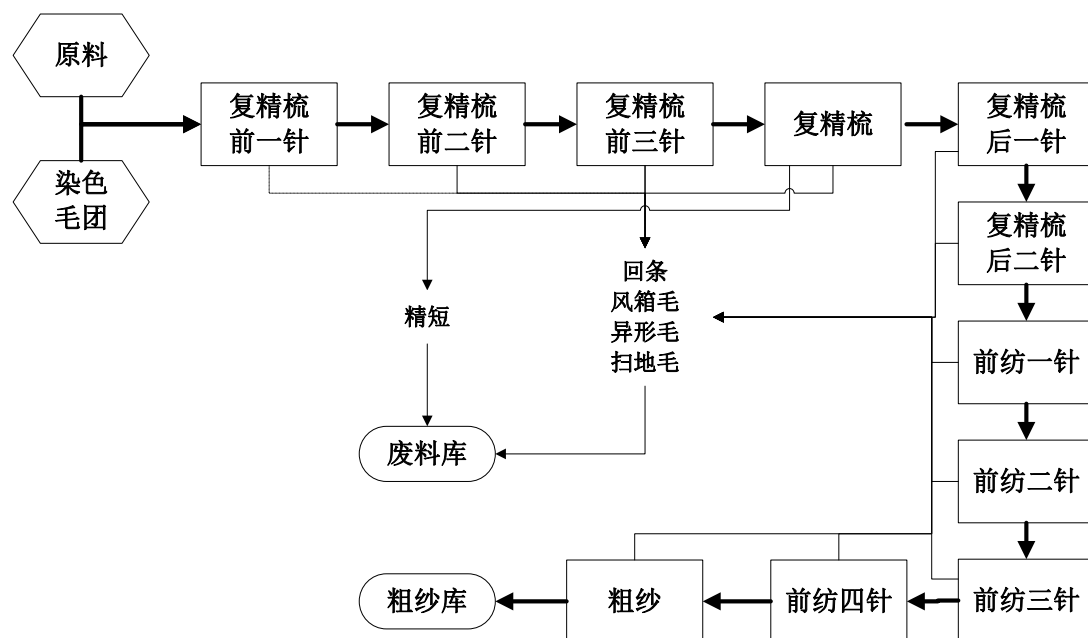 原料
染色
毛团
复精梳
前一针
复精梳
前二针
复精梳
前三针
复精梳
复精梳
后一针
复精梳
后二针
前纺一针
前纺二针
前纺三针
前纺四针
粗纱
粗纱库
精短
回条
风箱毛
异形毛
扫地毛
废料库